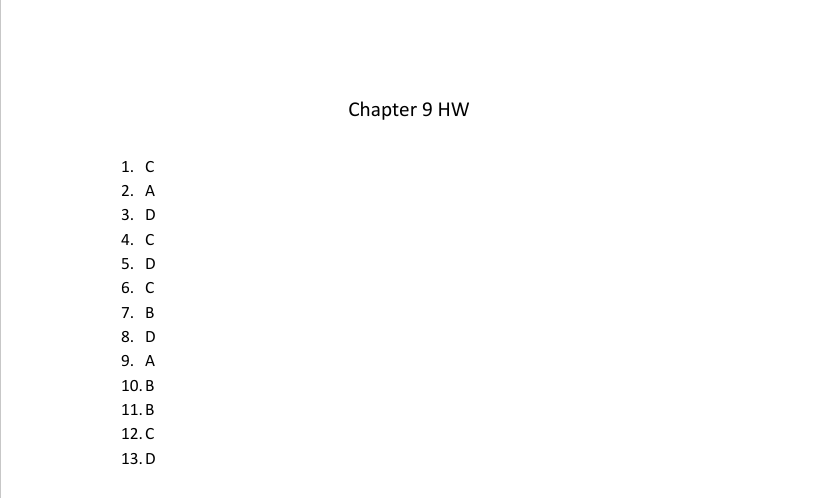 Chapter 9 HW
1. C
2. A
3. D
4. C
5. D
6. C
7. B
8. D
9. A
10. B
11. B
12. C
13. D